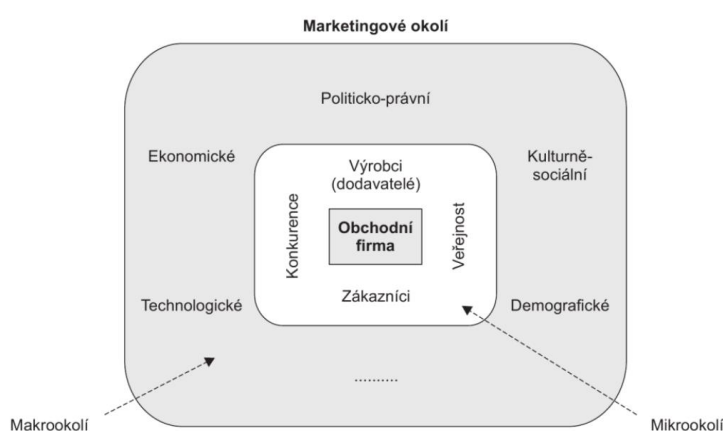 Marketingové okolí
Politicko-právní
Ekonomické
Kulturně-
sociální
Výrobci
(dodavatelé)
Konkurence
Obchodní
firma
Veřejnost
Zákazníci
Technologické
Demografické
..........
Makrookolí
Mikrookolí